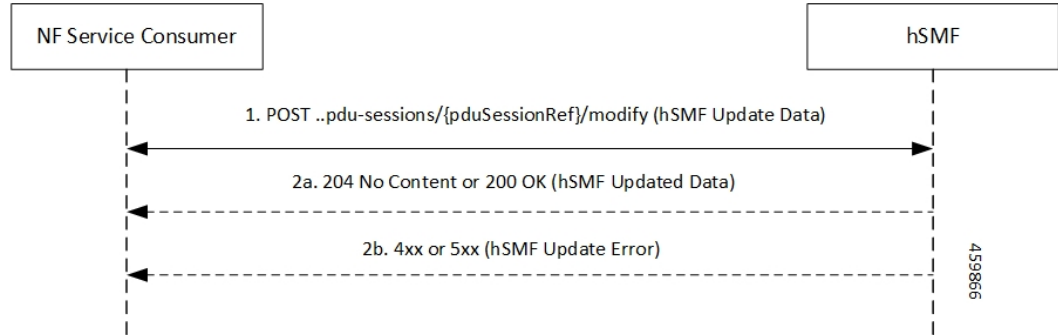 NF Service Consumer
hSMF
1. POST ..pdu-sessions/{pduSessionRef}/modify (hSMF Update Data)
2a. 204 No Content or 200 OK (hSMF Updated Data)
2b. 4xx or 5xx (hSMF Update Error)
459866